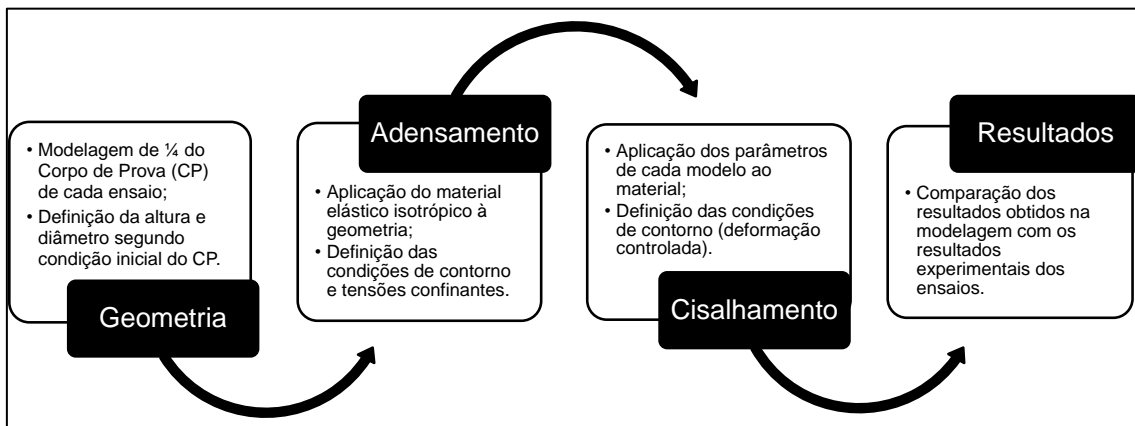 • Modelagem de ¼ do
Corpo de Prova (CP)
de cada ensaio;
• Definição da altura e
diâmetro segundo
condição inicial do CP.
Geometria
Adensamento
• Aplicação do material
elástico isotrópico à
geometria;
• Definição das
condições de contorno
e tensões confinantes.
• Aplicação dos parâmetros
de cada modelo ao
material;
• Definição das condições
de contorno (deformação
controlada).
Cisalhamento
Resultados
• Comparação dos
resultados obtidos na
modelagem com os
resultados
experimentais dos
ensaios.